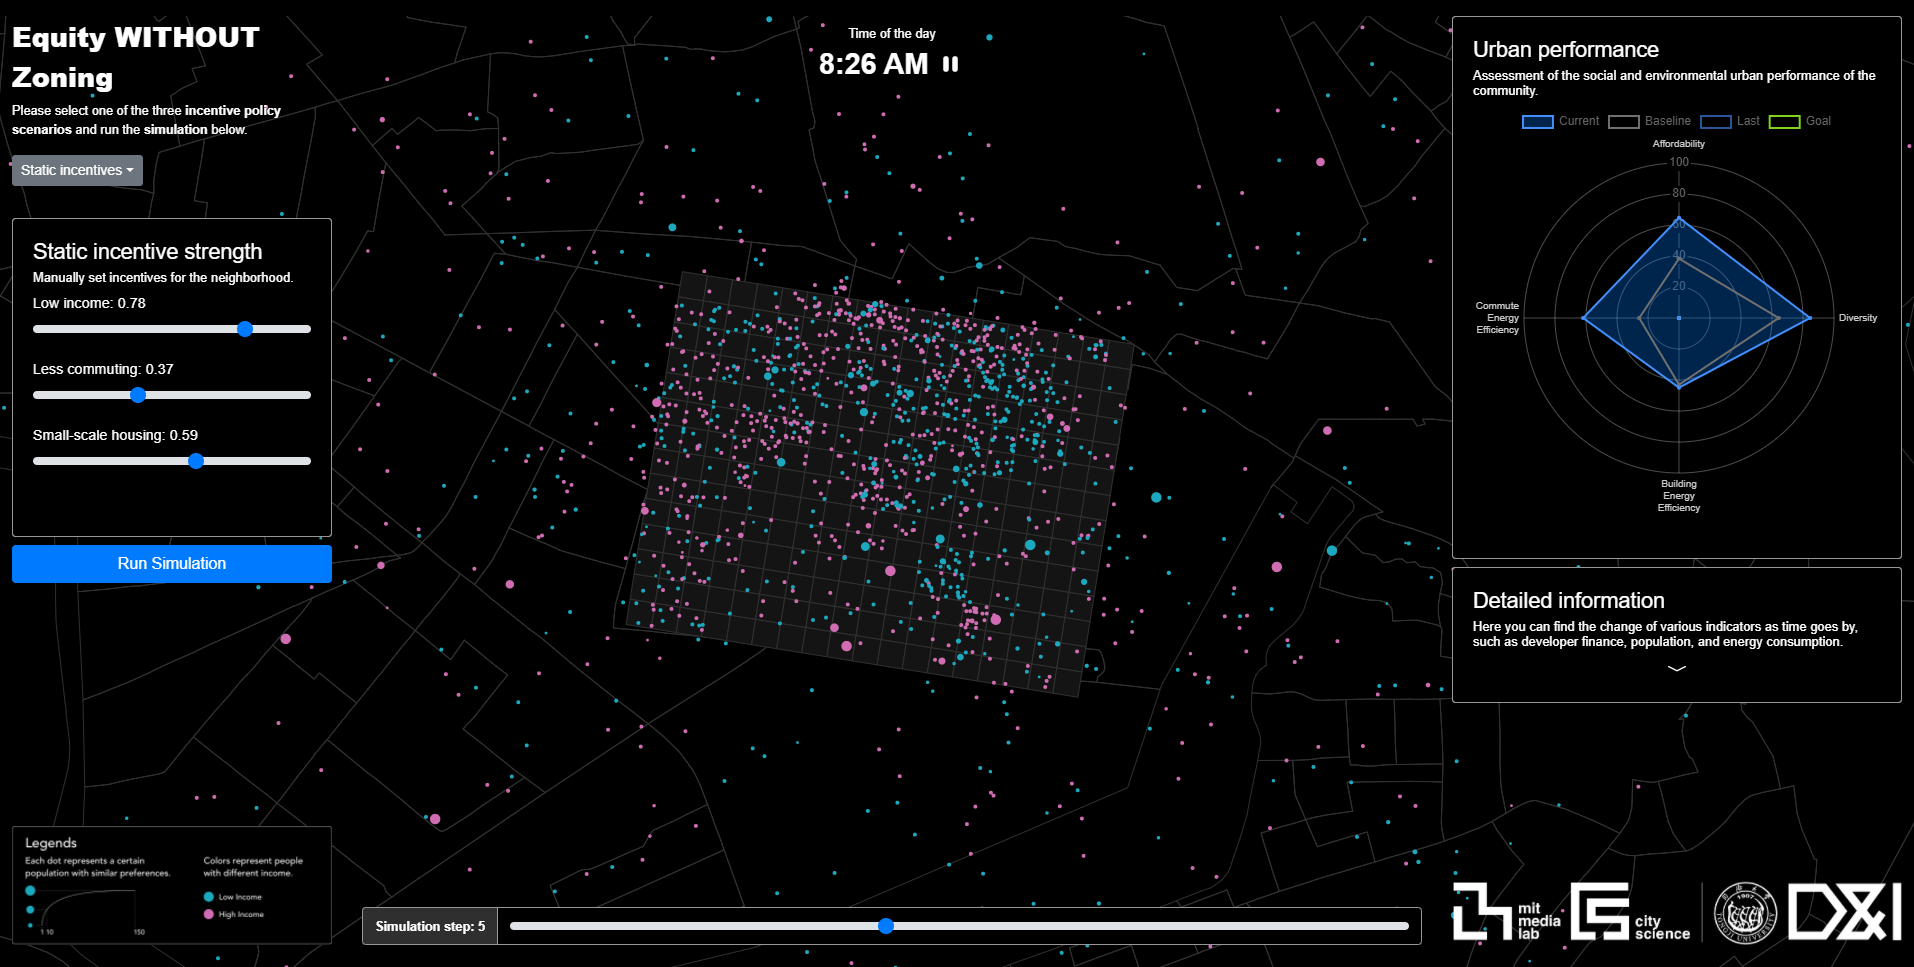 Equity WITHOUT
Zoning
Please select one of the three incentive policy
scenarios and run the simulation below.
Static incentives
Static incentive strength
Manually set incentives for the neighborhood.
Low income: 0.78
Less commuting: 0.37
Small-scale housing: 0.59
Run Simulation
Legends
Each dot represents a certain
population with similar preferences.
1 10
150
Colors represent people
with different income.
Low Income
High Income
Time of the day
8:26 AM
Simulation step: 5
Urban performance
Assessment of the social and environmental urban performance of the
community.
Current
Baseline
Last
Goal
Affordability
100
80
60
40
20
Commute
Energy
Efficiency
Diversity
Building
Energy
Efficiency
Detailed information
Here you can find the change of various indicators as time goes by,
such as developer finance, population, and energy consumption.
mit
media
lab
city
science
1907
TONGJI UNIVERSITY
D&I